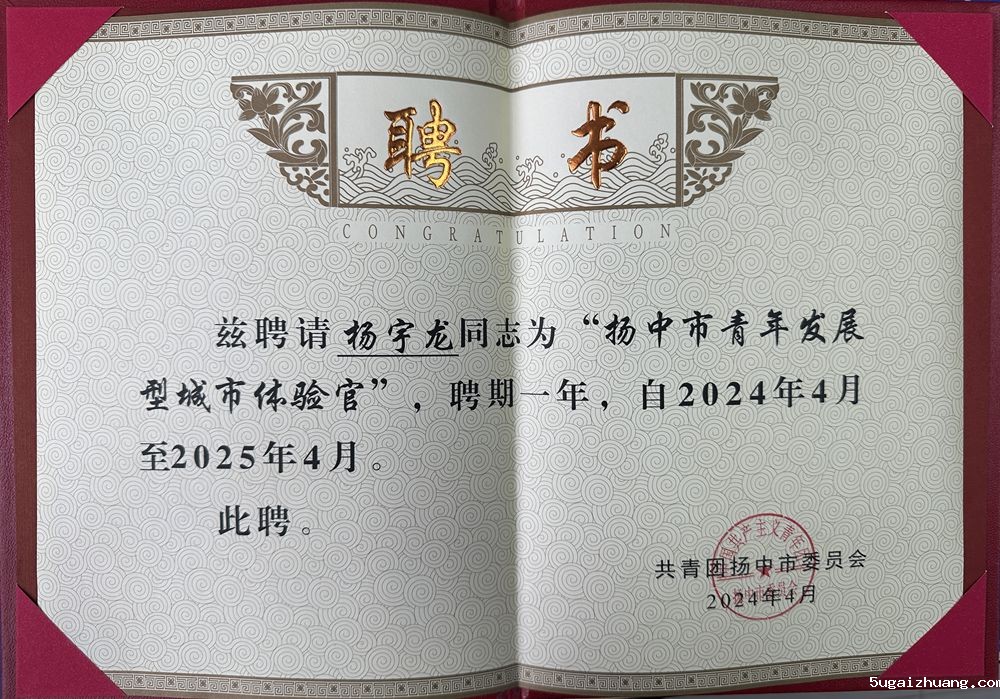 聘书
CONGRATULATION
兹聘请杨宇龙同志为“扬中市青年发展
型城市体验官”，聘期一年，自2024年4月
至2025年4月。
此聘。
共青团扬中市委员会
2024年4月
5ugaizhuang.com